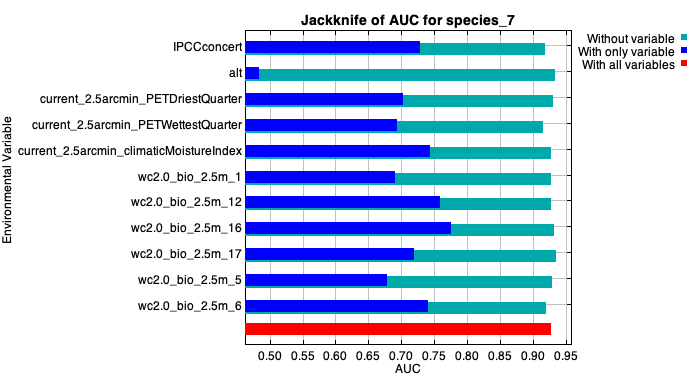 Jackknife of AUC for species_7
Without variable
With only variable
With all variables
Environmental Variable
IPCCconcert
alt
current_2.5arcmin_PETDriestQuarter
current_2.5arcmin_PETWettestQuarter
current_2.5arcmin_climaticMoistureIndex
wc2.0_bio_2.5m_1
wc2.0_bio_2.5m_12
wc2.0_bio_2.5m_16
wc2.0_bio_2.5m_17
wc2.0_bio_2.5m_5
wc2.0_bio_2.5m_6
0.50 0.55 0.60 0.65 0.70 0.75 0.80 0.85 0.90 0.95
AUC